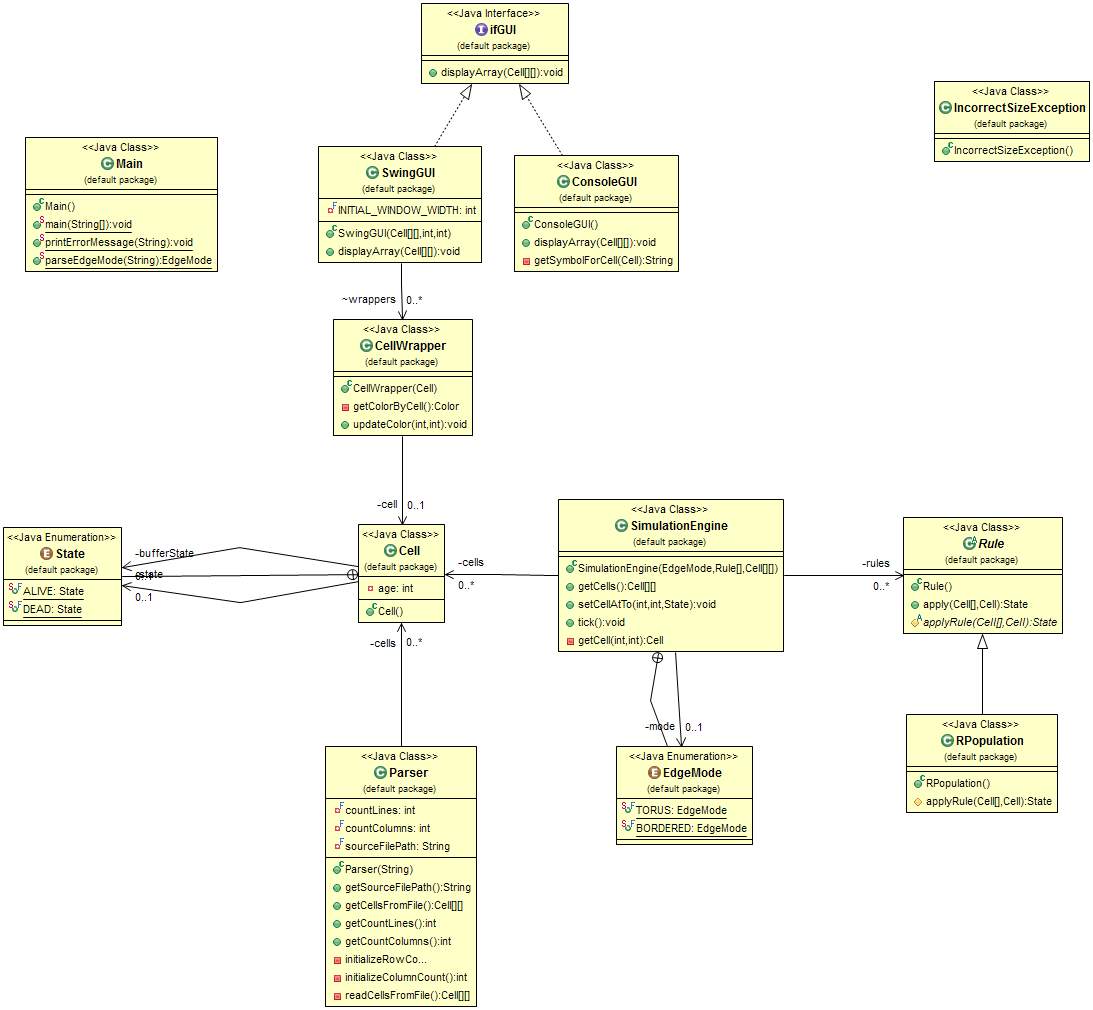 <<Java Interface>>
ifGUI
(default package)
displayArray(Cell[][]):void
<<Java Class>>
IncorrectSizeException
(default package)
IncorrectSizeException()
<<Java Class>>
Main
(default package)
Main()
main(String[]):void
printErrorMessage(String):void
parseEdgeMode(String):EdgeMode
<<Java Class>>
SwingGUI
(default package)
INITIAL_WINDOW_WIDTH: int
SwingGUI(Cell[][],int,int)
displayArray(Cell[][]):void
<<Java Class>>
ConsoleGUI
(default package)
ConsoleGUI()
displayArray(Cell[][]):void
getSymbolForCell(Cell):String
~wrappers 0..*
<<Java Class>>
CellWrapper
(default package)
CellWrapper(Cell)
getColorByCell():Color
updateColor(int,int):void
-cell 0..1
<<Java Enumeration>>
State
(default package)
ALIVE: State
DEAD: State
-bufferState
0..1
-state
0..1
<<Java Class>>
Cell
(default package)
age: int
Cell()
-cells
0..*
<<Java Class>>
SimulationEngine
(default package)
SimulationEngine(EdgeMode,Rule[],Cell[][])
getCells():Cell[][]
setCellAtTo(int,int,State):void
tick():void
getCell(int,int):Cell
-rules
0..*
<<Java Class>>
Rule
(default package)
Rule()
apply(Cell[],Cell):State
applyRule(Cell[],Cell):State
-cells 0..*
-mode 0..1
<<Java Class>>
Parser
(default package)
countLines: int
countColumns: int
sourceFilePath: String
Parser(String)
getSourceFilePath():String
getCellsFromFile():Cell[][]
getCountLines():int
getCountColumns():int
initializeRowCo...
initializeColumnCount():int
readCellsFromFile():Cell[][]
<<Java Enumeration>>
EdgeMode
(default package)
TORUS: EdgeMode
BORDERED: EdgeMode
<<Java Class>>
RPopulation
(default package)
RPopulation()
applyRule(Cell[],Cell):State